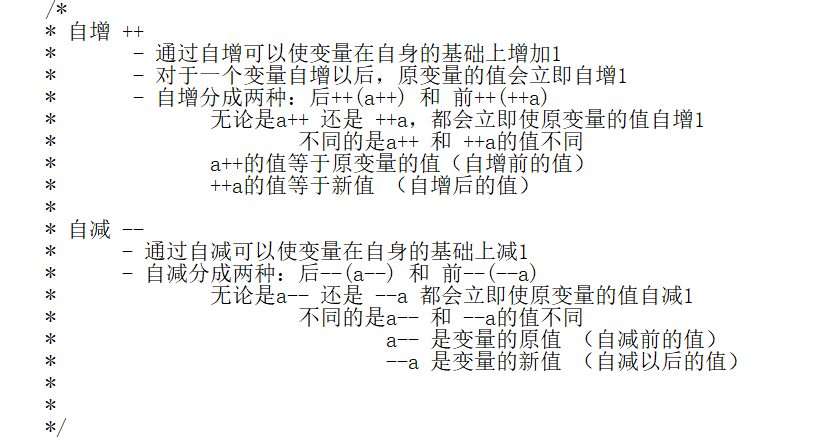 /*
* 自增 ++
* - 通过自增可以使变量在自身的基础上增加1
* - 对于一个变量自增以后，原变量的值会立即自增1
* - 自增分成两种：后++(a++) 和 前++(++a)
* 无论是a++ 还是 ++a，都会立即使原变量的值自增1
* 不同的是a++ 和 ++a的值不同
* a++的值等于原变量的值（自增前的值）
* ++a的值等于新值 （自增后的值）
*
* 自减 --
* - 通过自减可以使变量在自身的基础上减1
* - 自减分成两种：后--(a--) 和 前--(--a)
* 无论是a-- 还是 --a 都会立即使原变量的值自减1
* 不同的是a-- 和 --a的值不同
* a-- 是变量的原值 （自减前的值）
* --a 是变量的新值 （自减以后的值）
*
*
*/